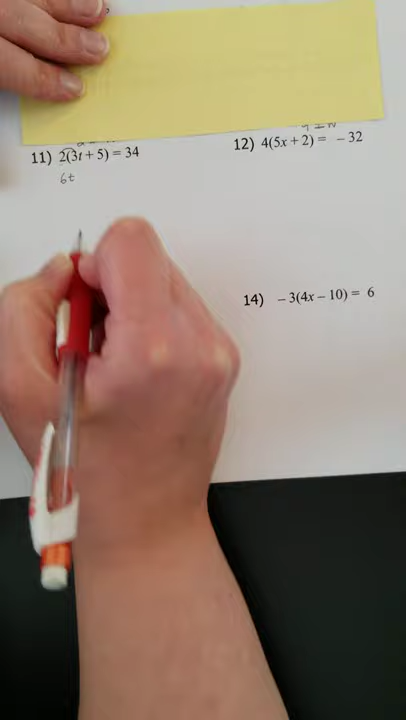 11) 2(3t + 5) = 34
6t
12) 4(5x + 2) = - 32
14) - 3(4x - 10) = 6